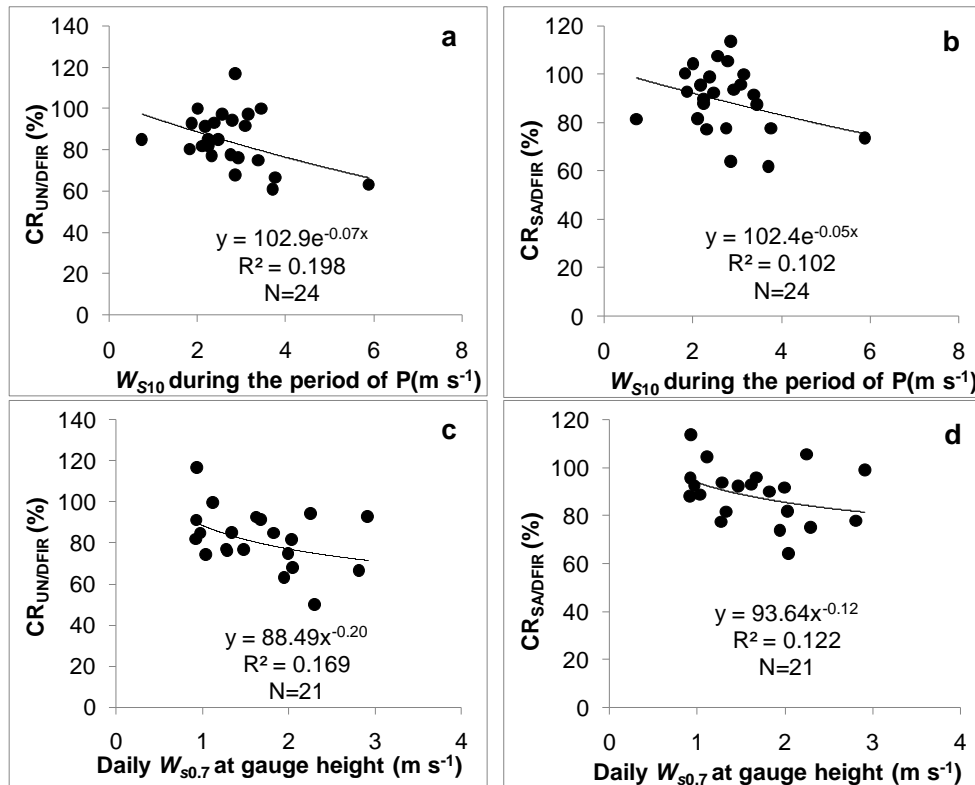 a
CR_UN/DFIR (%)
140
120
100
80
60
40
20
0
y = 102.9e^-0.07x
R² = 0.198
N=24
0 2 4 6 8
W_S10 during the period of P(m s^-1)
b
CR_SA/DFIR (%)
120
100
80
60
40
20
0
y = 102.4e^-0.05x
R² = 0.102
N=24
0 2 4 6 8
W_S10 during the period of P(m s^-1)
c
CR_UN/DFIR (%)
140
120
100
80
60
40
20
0
y = 88.49x^-0.20
R² = 0.169
N=21
0 1 2 3 4
Daily W_s0.7 at gauge height (m s^-1)
d
CR_SA/DFIR (%)
120
100
80
60
40
20
0
y = 93.64x^-0.12
R² = 0.122
N=21
0 1 2 3 4
Daily W_s0.7 at gauge height (m s^-1)